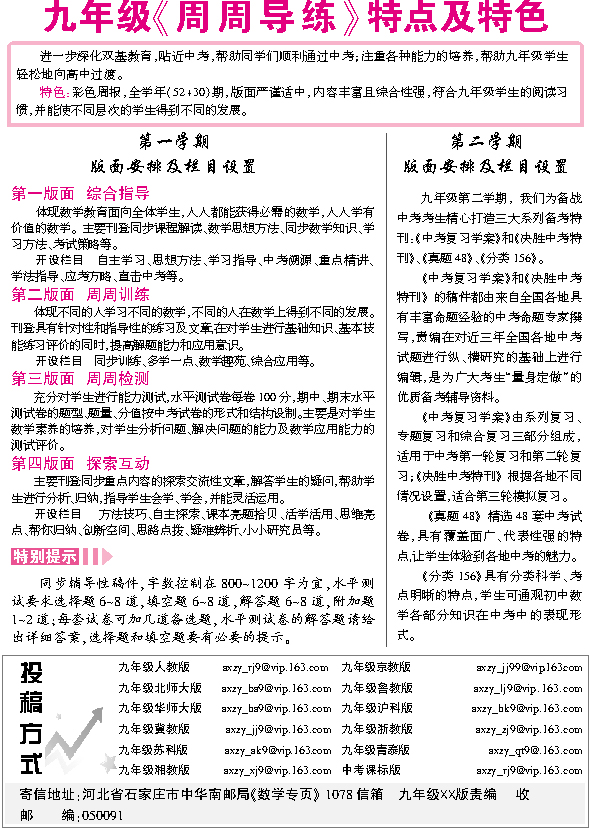 九年级《周周导练》特点及特色
进一步深化双基教育,贴近中考,帮助同学们顺利通过中考;注重各种能力的培养,帮助九年级学生
轻松地向高中过渡。
特色:彩色周报,全学年(52+30)期,版面严谨适中,内容丰富且综合性强,符合九年级学生的阅读习
惯,并能使不同层次的学生得到不同的发展。
第一学期
版面安排及栏目设置
第一版面 综合指导
体现数学教育面向全体学生,人人都能获得必需的数学,人人学有
价值的数学。主要刊登同步课程解读、数学思想方法、同步数学知识、学
习方法、考试策略等。
开设栏目 自主学习、思想方法、学习指导、中考溯源、重点精讲、
学法指导、应考方略、直击中考等。
第二版面 周周训练
体现不同的人学习不同的数学,不同的人在数学上得到不同的发展。
刊登具有针对性和指导性的练习及文章,在对学生进行基础知识、基本技
能练习评价的同时,提高解题能力和应用意识。
开设栏目 同步训练、多学一点、数学趣苑、综合应用等。
第三版面 周周检测
充分对学生进行能力测试,水平测试卷每卷100分,期中、期末水平
测试卷的题型、题量、分值按中考试卷的形式和结构设制。主要是对学生
数学素养的培养,对学生分析问题、解决问题的能力及数学应用能力的
测试评价。
第四版面 探索互动
主要刊登同步重点内容的探索交流性文章,解答学生的疑问,帮助学
生进行分析、归纳,指导学生会学、学会,并能灵活运用。
开设栏目 方法技巧、自主探索、课本亮题拾贝、活学活用、思维亮
点、帮你归纳、创新空间、思路点拨、疑难辨析、小小研究员等。
特别提示
同步辅导性稿件,字数控制在800~1200字为宜,水平测
试要求选择题6~8道,填空题6~8道,解答题6~8道,附加题
1~2道;每套试卷可加几道备选题,水平测试卷的解答题请给
出详细答案,选择题和填空题要有必要的提示。
第二学期
版面安排及栏目设置
九年级第二学期,我们为备战
中考考生精心打造三大系列备考特
刊:《中考复习学案》和《决胜中考特
刊》、《真题48》、《分类156》。
《中考复习学案》和《决胜中考
特刊》的稿件都由来自全国各地具
有丰富命题经验的中考命题专家撰
写,责编在对近三年全国各地中考
试题进行纵、横研究的基础上进行
编辑,是为广大考生“量身定做”的
优质备考辅导资料。
《中考复习学案》由系列复习、
专题复习和综合复习三部分组成,
适用于中考第一轮复习和第二轮复
习;《决胜中考特刊》根据各地不同
情况设置,适合第三轮模拟复习。
《真题48》精选48套中考试
卷,具有覆盖面广、代表性强的特
点,让学生体验到各地中考的魅力。
《分类156》具有分类科学、考
点明晰的特点,学生可通观初中数
学各部分知识在中考中的表现形
式。
投稿方式
九年级人教版 axzy_rj9@vip.163.com 九年级京教版 axzy_jj99@vip163com
九年级北师大版 axzy_bs9@vip.163.com 九年级鲁教版 axzy_lj9@vip.163.com
九年级华师大版 axzy_hs9@vip.163.com 九年级沪科版 axzy_hk9@vip.163.com
九年级冀教版 axzy_jj9@vip.163.com 九年级浙教版 axzy_zj9@vip.163.com
九年级苏科版 axzy_sk9@vip.163.com 九年级青泰版 axzy_qt9@.163.com
九年级湘教版 axzy_xj9@vip.163.com 中考课标版 axzy_rj9@vip.163.com
寄信地址:河北省石家庄市中华南邮局《数学专页》1078信箱 九年级XX版责编 收
邮 编:050091